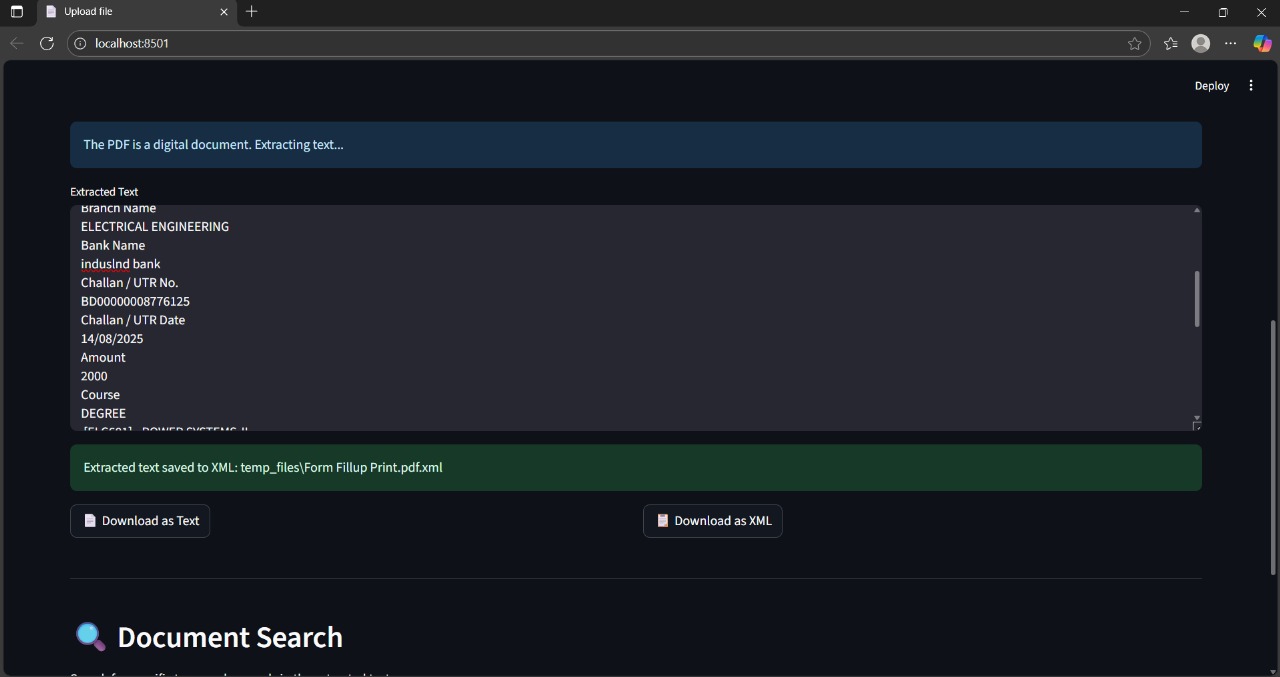 Upload file
localhost:8501
Deploy
The PDF is a digital document. Extracting text...
Extracted Text
Branch Name
ELECTRICAL ENGINEERING
Bank Name
indusInd bank
Challan / UTR No.
BD00000008776125
Challan / UTR Date
14/08/2025
Amount
2000
Course
DEGREE
Extracted text saved to XML: temp_files\Form Fillup Print.pdf.xml
Download as Text
Download as XML
Document Search